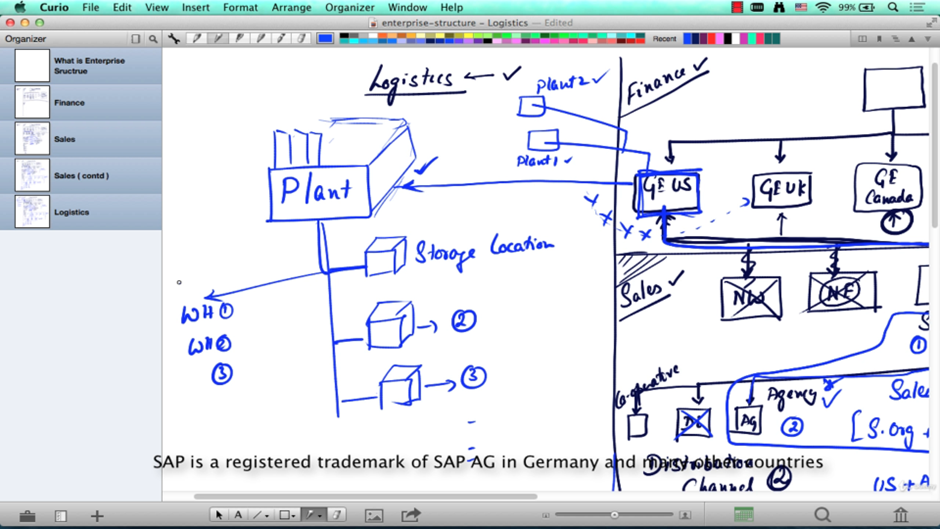 Curio File Edit View Insert Format Arrange Organizer Window Help 99%
enterprise-structure – Logistics — Edited
Organizer
Recent
What is Enterprise
Sructrue
Finance
Sales
Sales ( contd )
Logistics
Logistics ← ✓
Plant 2 ✓
Plant 1 ✓
Plant
Storage Location
WH ①
WH ②
③
→ ②
→ ③
Finance ✓
GE US
GE UK
GE
Canada
Sales ✓
NW
NE
Co-operative
Agency ✓
AG
②
Sales
[S.org +
①
Distribution
Channel ②
US + A
SAP is a registered trademark of SAP AG in Germany and many other countries